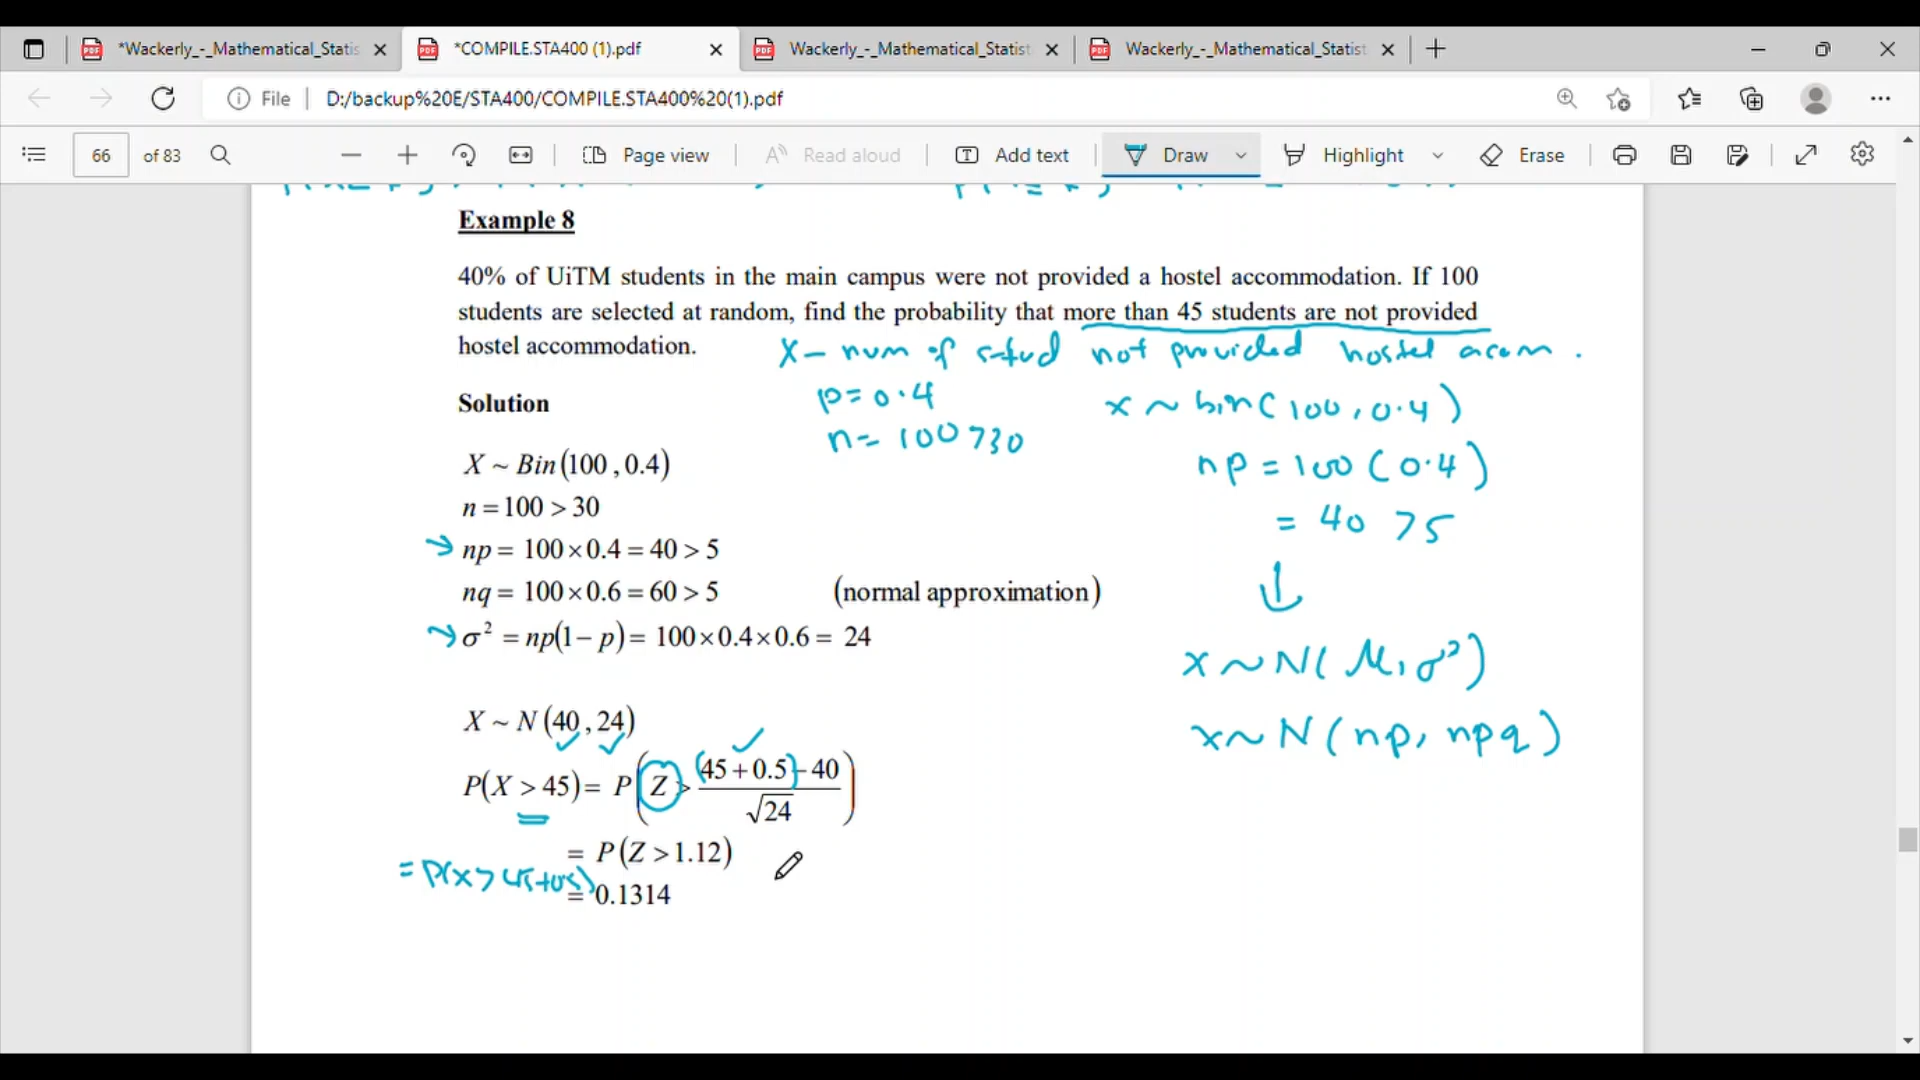 *Wackerly_-_Mathematical_Statis
*COMPILE.STA400 (1).pdf
Wackerly_-_Mathematical_Statist
Wackerly_-_Mathematical_Statist
File
D:/backup%20E/STA400/COMPILE.STA400%20(1).pdf
66 of 83
Page view
Read aloud
Add text
Draw
Highlight
Erase
Example 8
40% of UiTM students in the main campus were not provided a hostel accommodation. If 100
students are selected at random, find the probability that more than 45 students are not provided
hostel accommodation.
X – num of stud not provided hostel acom.
p = 0.4
n = 100 > 30
x ~ bin(100, 0.4)
np = 100(0.4)
= 40 > 5
↓
x ~ N(μ, σ²)
x ~ N(np, npq)
Solution
X ~ Bin(100, 0.4)
n = 100 > 30
→ np = 100 × 0.4 = 40 > 5
nq = 100 × 0.6 = 60 > 5 (normal approximation)
→ σ² = np(1 − p) = 100 × 0.4 × 0.6 = 24
X ~ N(40, 24)
P(X > 45) = P(Z > (45 + 0.5) − 40 / √24)
= P(Z > 1.12)
= P(X > 45+0.5)
= 0.1314